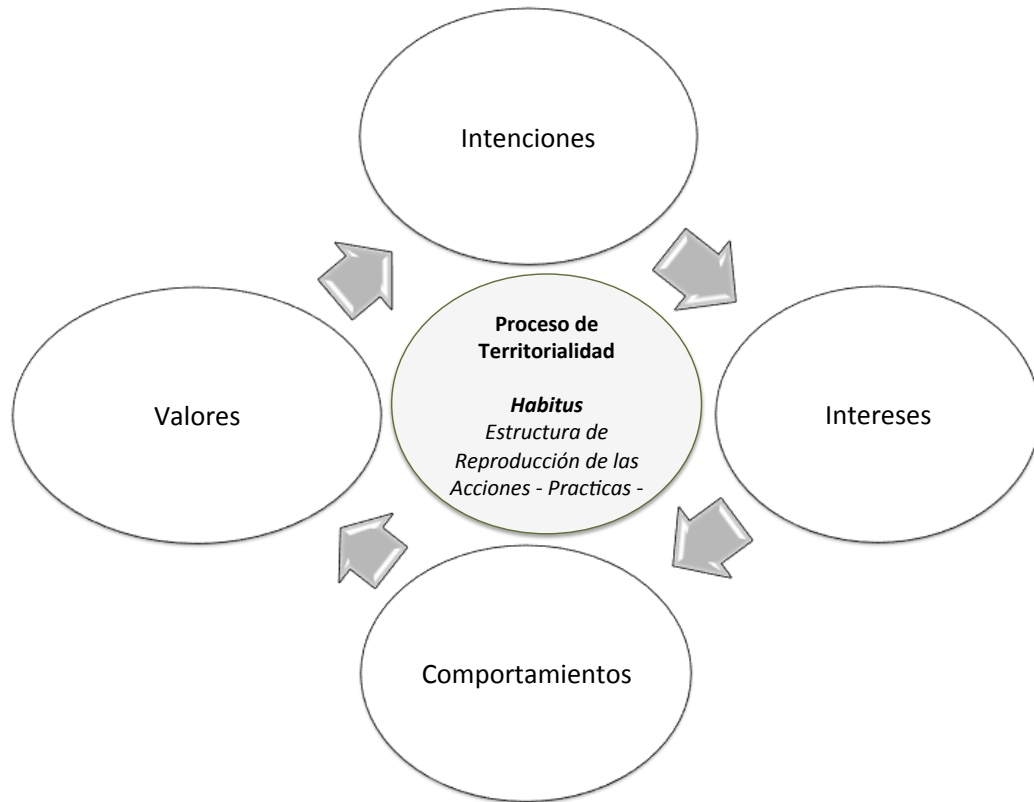 Intenciones
Proceso de
Territorialidad
Habitus
Estructura de
Reproducción de las
Acciones - Practicas -
Valores
Intereses
Comportamientos